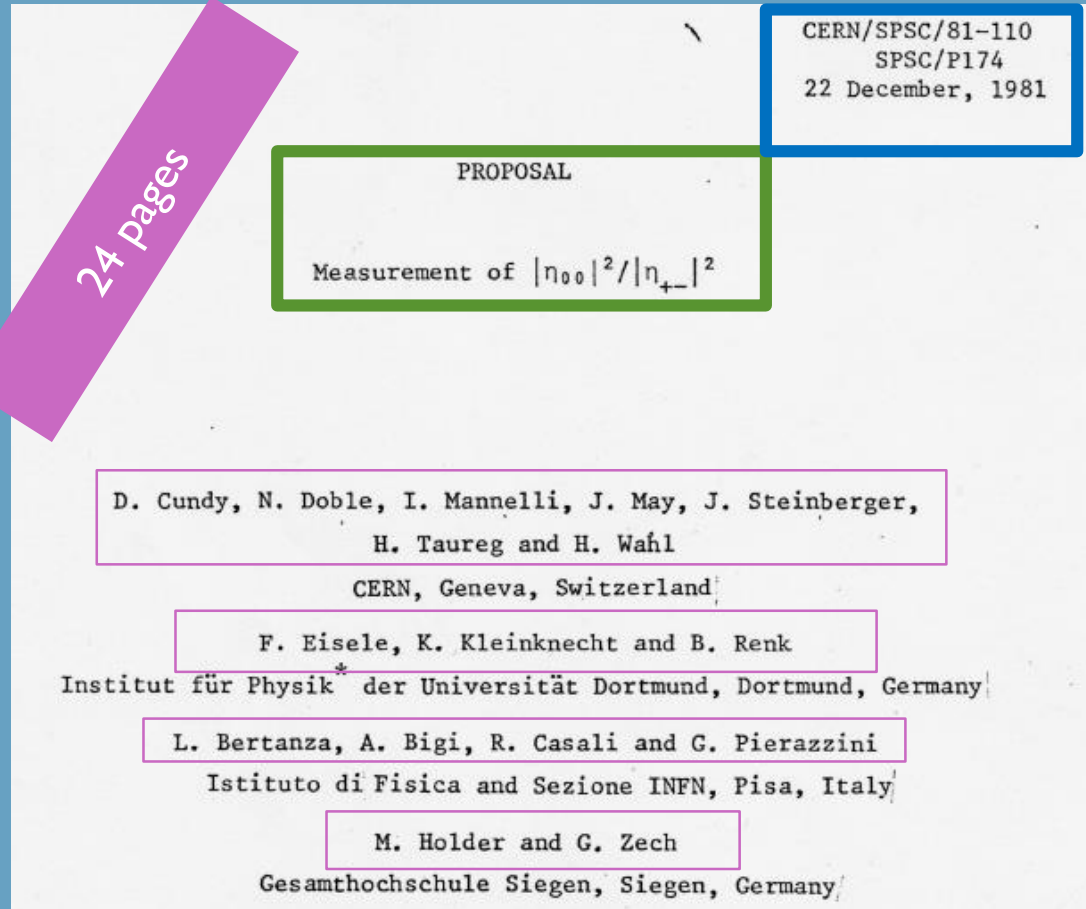 CERN/SPSC/81-110
SPSC/P174
22 December, 1981
24 pages
PROPOSAL
Measurement of |η₀₀|²/|η₊₋|²
D. Cundy, N. Doble, I. Mannelli, J. May, J. Steinberger,
H. Taureg and H. Wahl
CERN, Geneva, Switzerland
F. Eisele, K. Kleinknecht and B. Renk
Institut für Physik* der Universität Dortmund, Dortmund, Germany
L. Bertanza, A. Bigi, R. Casali and G. Pierazzini
Istituto di Fisica and Sezione INFN, Pisa, Italy
M. Holder and G. Zech
Gesamthochschule Siegen, Siegen, Germany